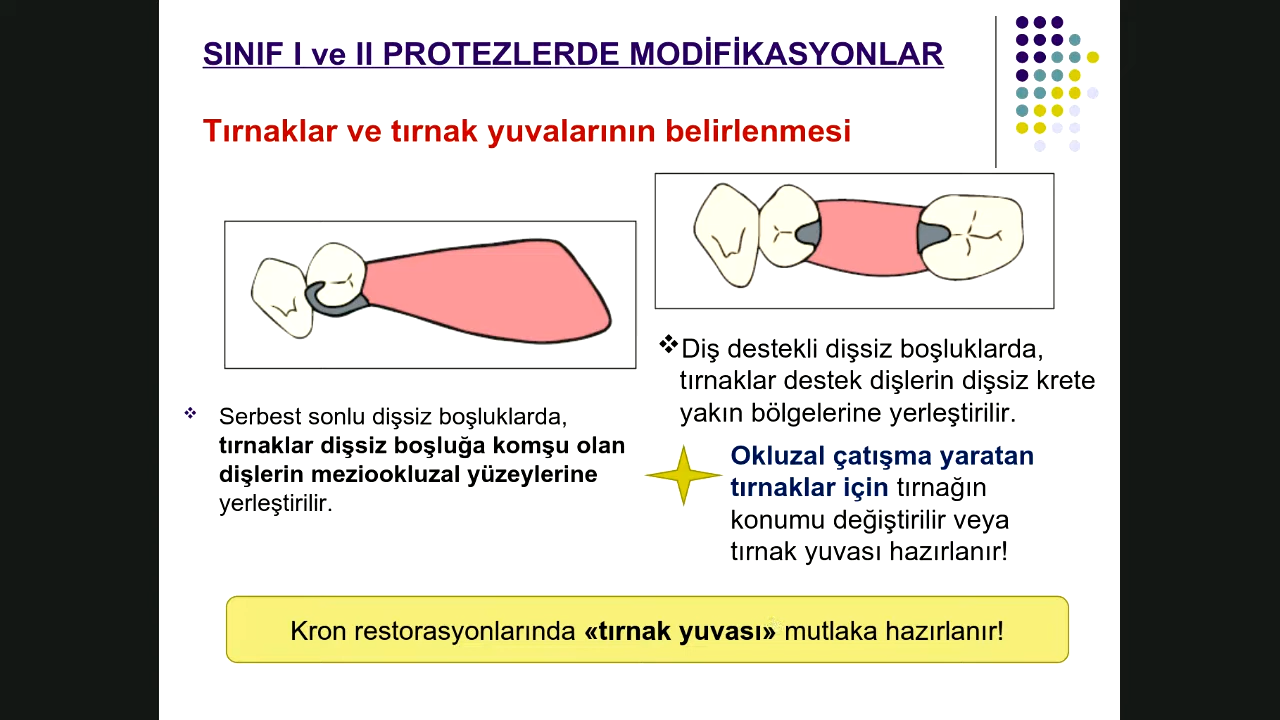 SINIF I ve II PROTEZLERDE MODİFİKASYONLAR
Tırnaklar ve tırnak yuvalarının belirlenmesi
Serbest sonlu dişsiz boşluklarda,
tırnaklar dişsiz boşluğa komşu olan
dişlerin meziookluzal yüzeylerine
yerleştirilir.
Diş destekli dişsiz boşluklarda,
tırnaklar destek dişlerin dişsiz krete
yakın bölgelerine yerleştirilir.
Okluzal çatışma yaratan
tırnaklar için tırnağın
konumu değiştirilir veya
tırnak yuvası hazırlanır!
Kron restorasyonlarında «tırnak yuvası» mutlaka hazırlanır!